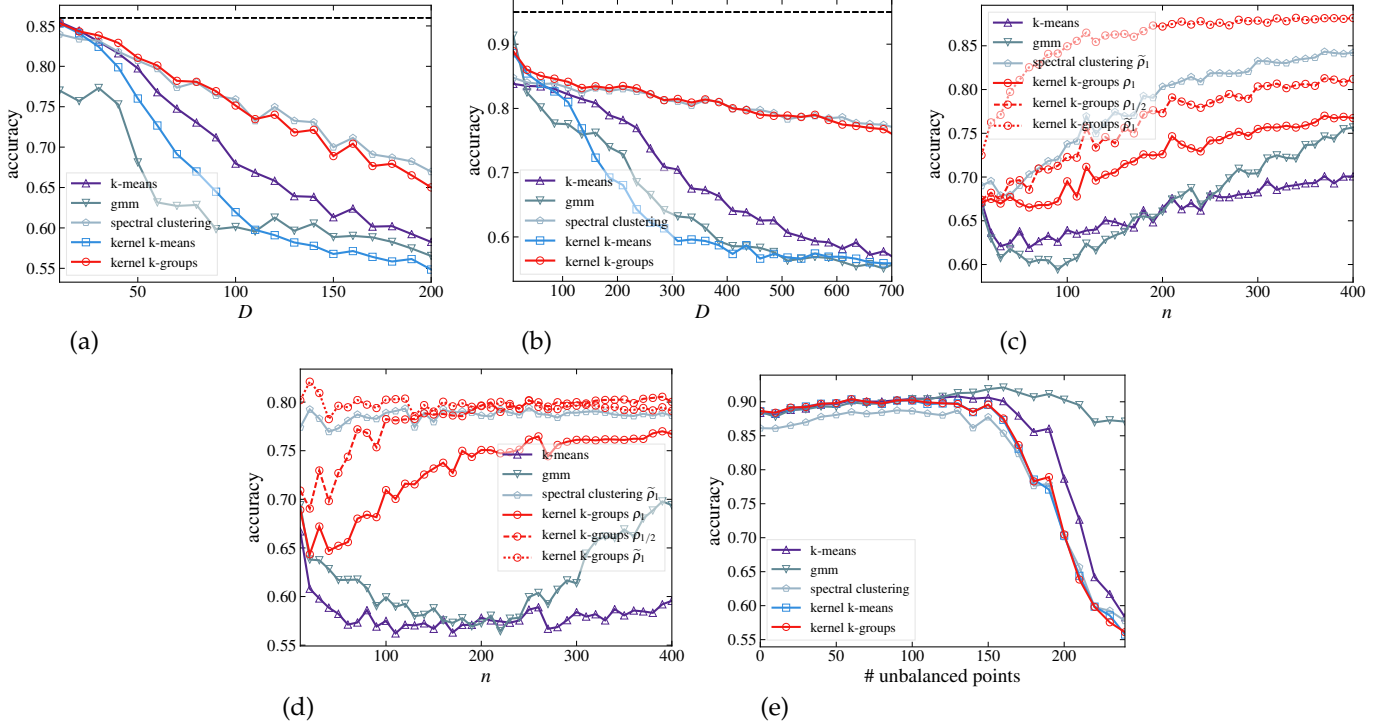 accuracy
0.85
0.80
0.75
0.70
0.65
0.60
0.55
k-means
gmm
spectral clustering
kernel k-means
kernel k-groups
50
100
150
200
D
(a)
accuracy
0.9
0.8
0.7
0.6
k-means
gmm
spectral clustering
kernel k-means
kernel k-groups
100
200
300
400
500
600
700
D
(b)
accuracy
0.85
0.80
0.75
0.70
0.65
0.60
k-means
gmm
spectral clustering ρ̃₁
kernel k-groups ρ₁
kernel k-groups ρ₁/₂
kernel k-groups ρ̃₁
100
200
300
400
n
(c)
accuracy
0.80
0.75
0.70
0.65
0.60
0.55
k-means
gmm
spectral clustering ρ̃₁
kernel k-groups ρ₁
kernel k-groups ρ₁/₂
kernel k-groups ρ̃₁
100
200
300
400
n
(d)
accuracy
0.90
0.85
0.80
0.75
0.70
0.65
0.60
0.55
k-means
gmm
spectral clustering
kernel k-means
kernel k-groups
0
50
100
150
200
# unbalanced points
(e)